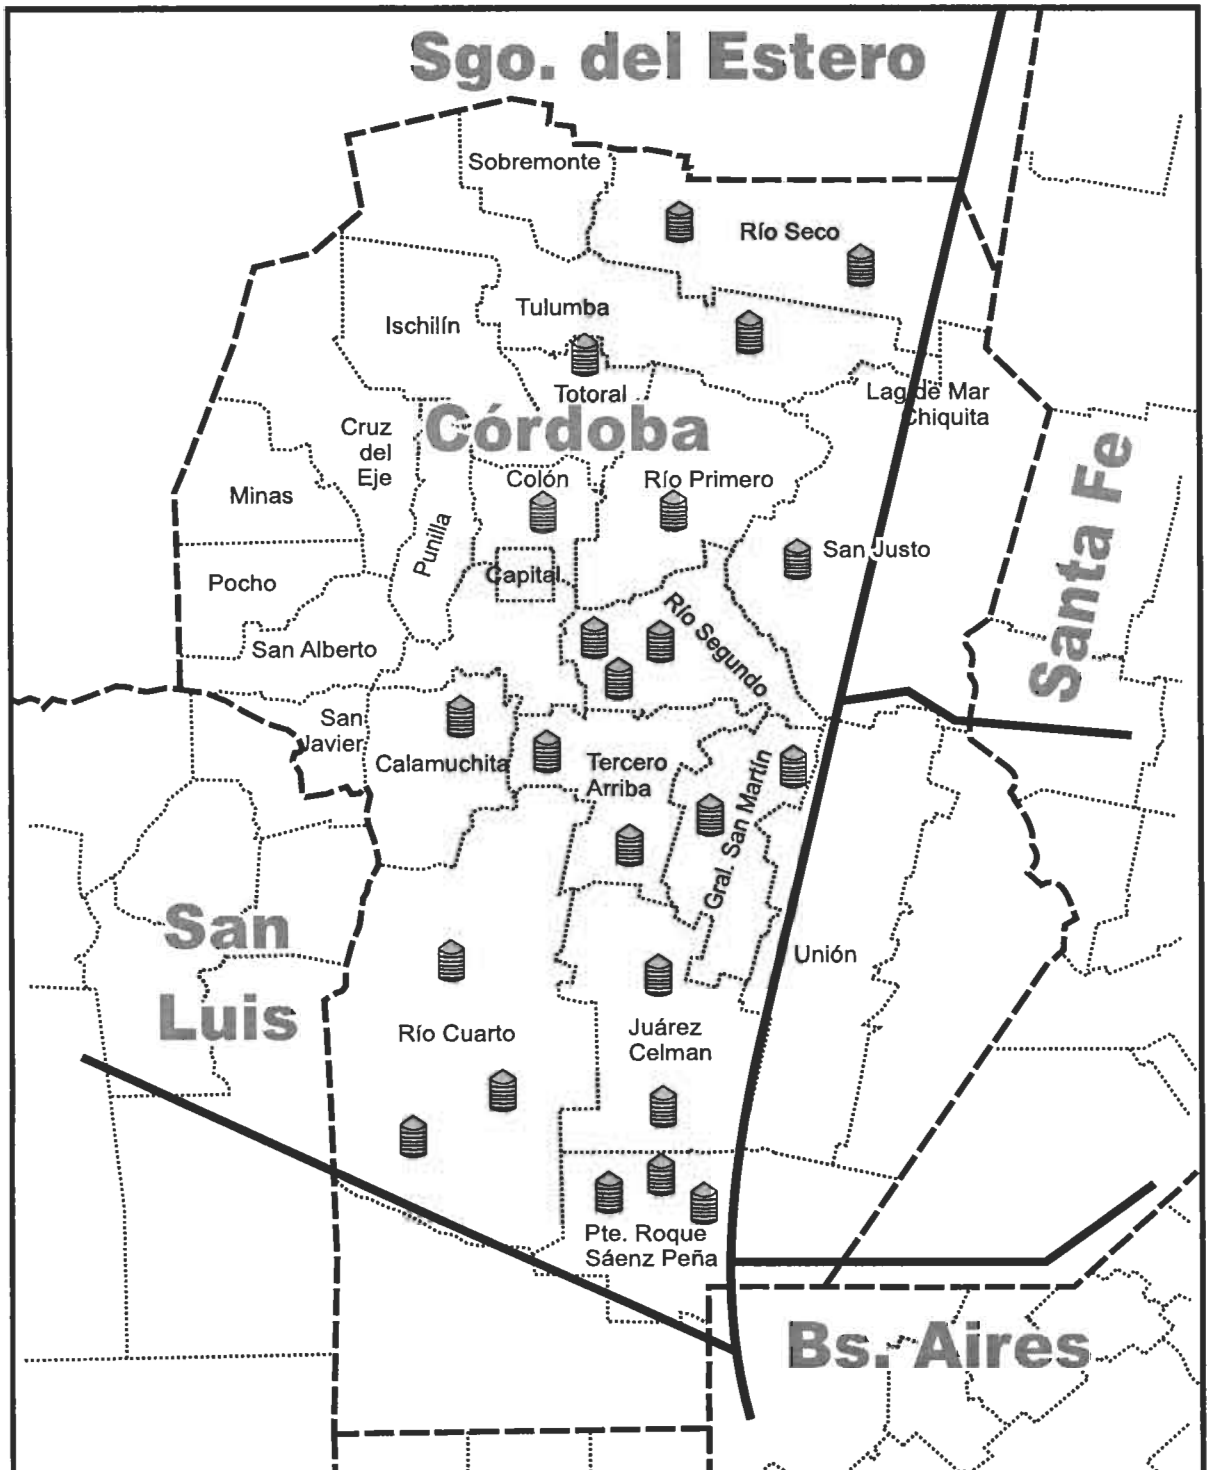 Sgo. del Estero
Sobremonte
Río Seco
Tulumba
Ischilín
Totoral
Lag de Mar
Chiquita
Córdoba
Cruz
del
Eje
Minas
Colón
Río Primero
Santa Fe
Punilla
San Justo
Capital
Pocho
Río Segundo
San Alberto
San
Javier
Calamuchita
Tercero
Arriba
Gral. San Martín
San
Luis
Unión
Río Cuarto
Juárez
Celman
Pte. Roque
Sáenz Peña
Bs. Aires